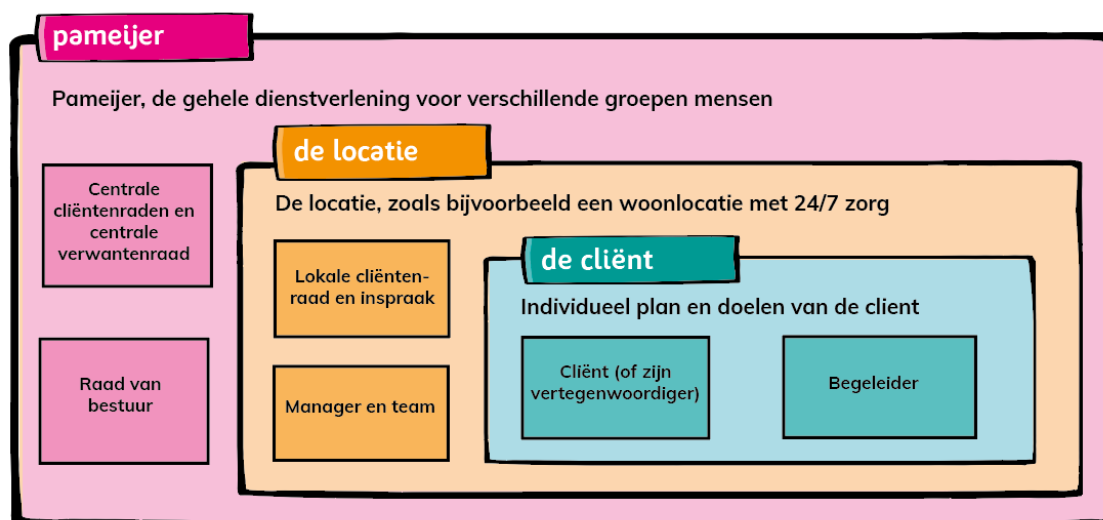 pameijer
Pameijer, de gehele dienstverlening voor verschillende groepen mensen
Centrale
cliëntenraden en
centrale
verwantenraad
Raad van
bestuur
de locatie
De locatie, zoals bijvoorbeeld een woonlocatie met 24/7 zorg
Lokale cliënten-
raad en inspraak
Manager en team
de cliënt
Individueel plan en doelen van de client
Cliënt (of zijn
vertegenwoordiger)
Begeleider